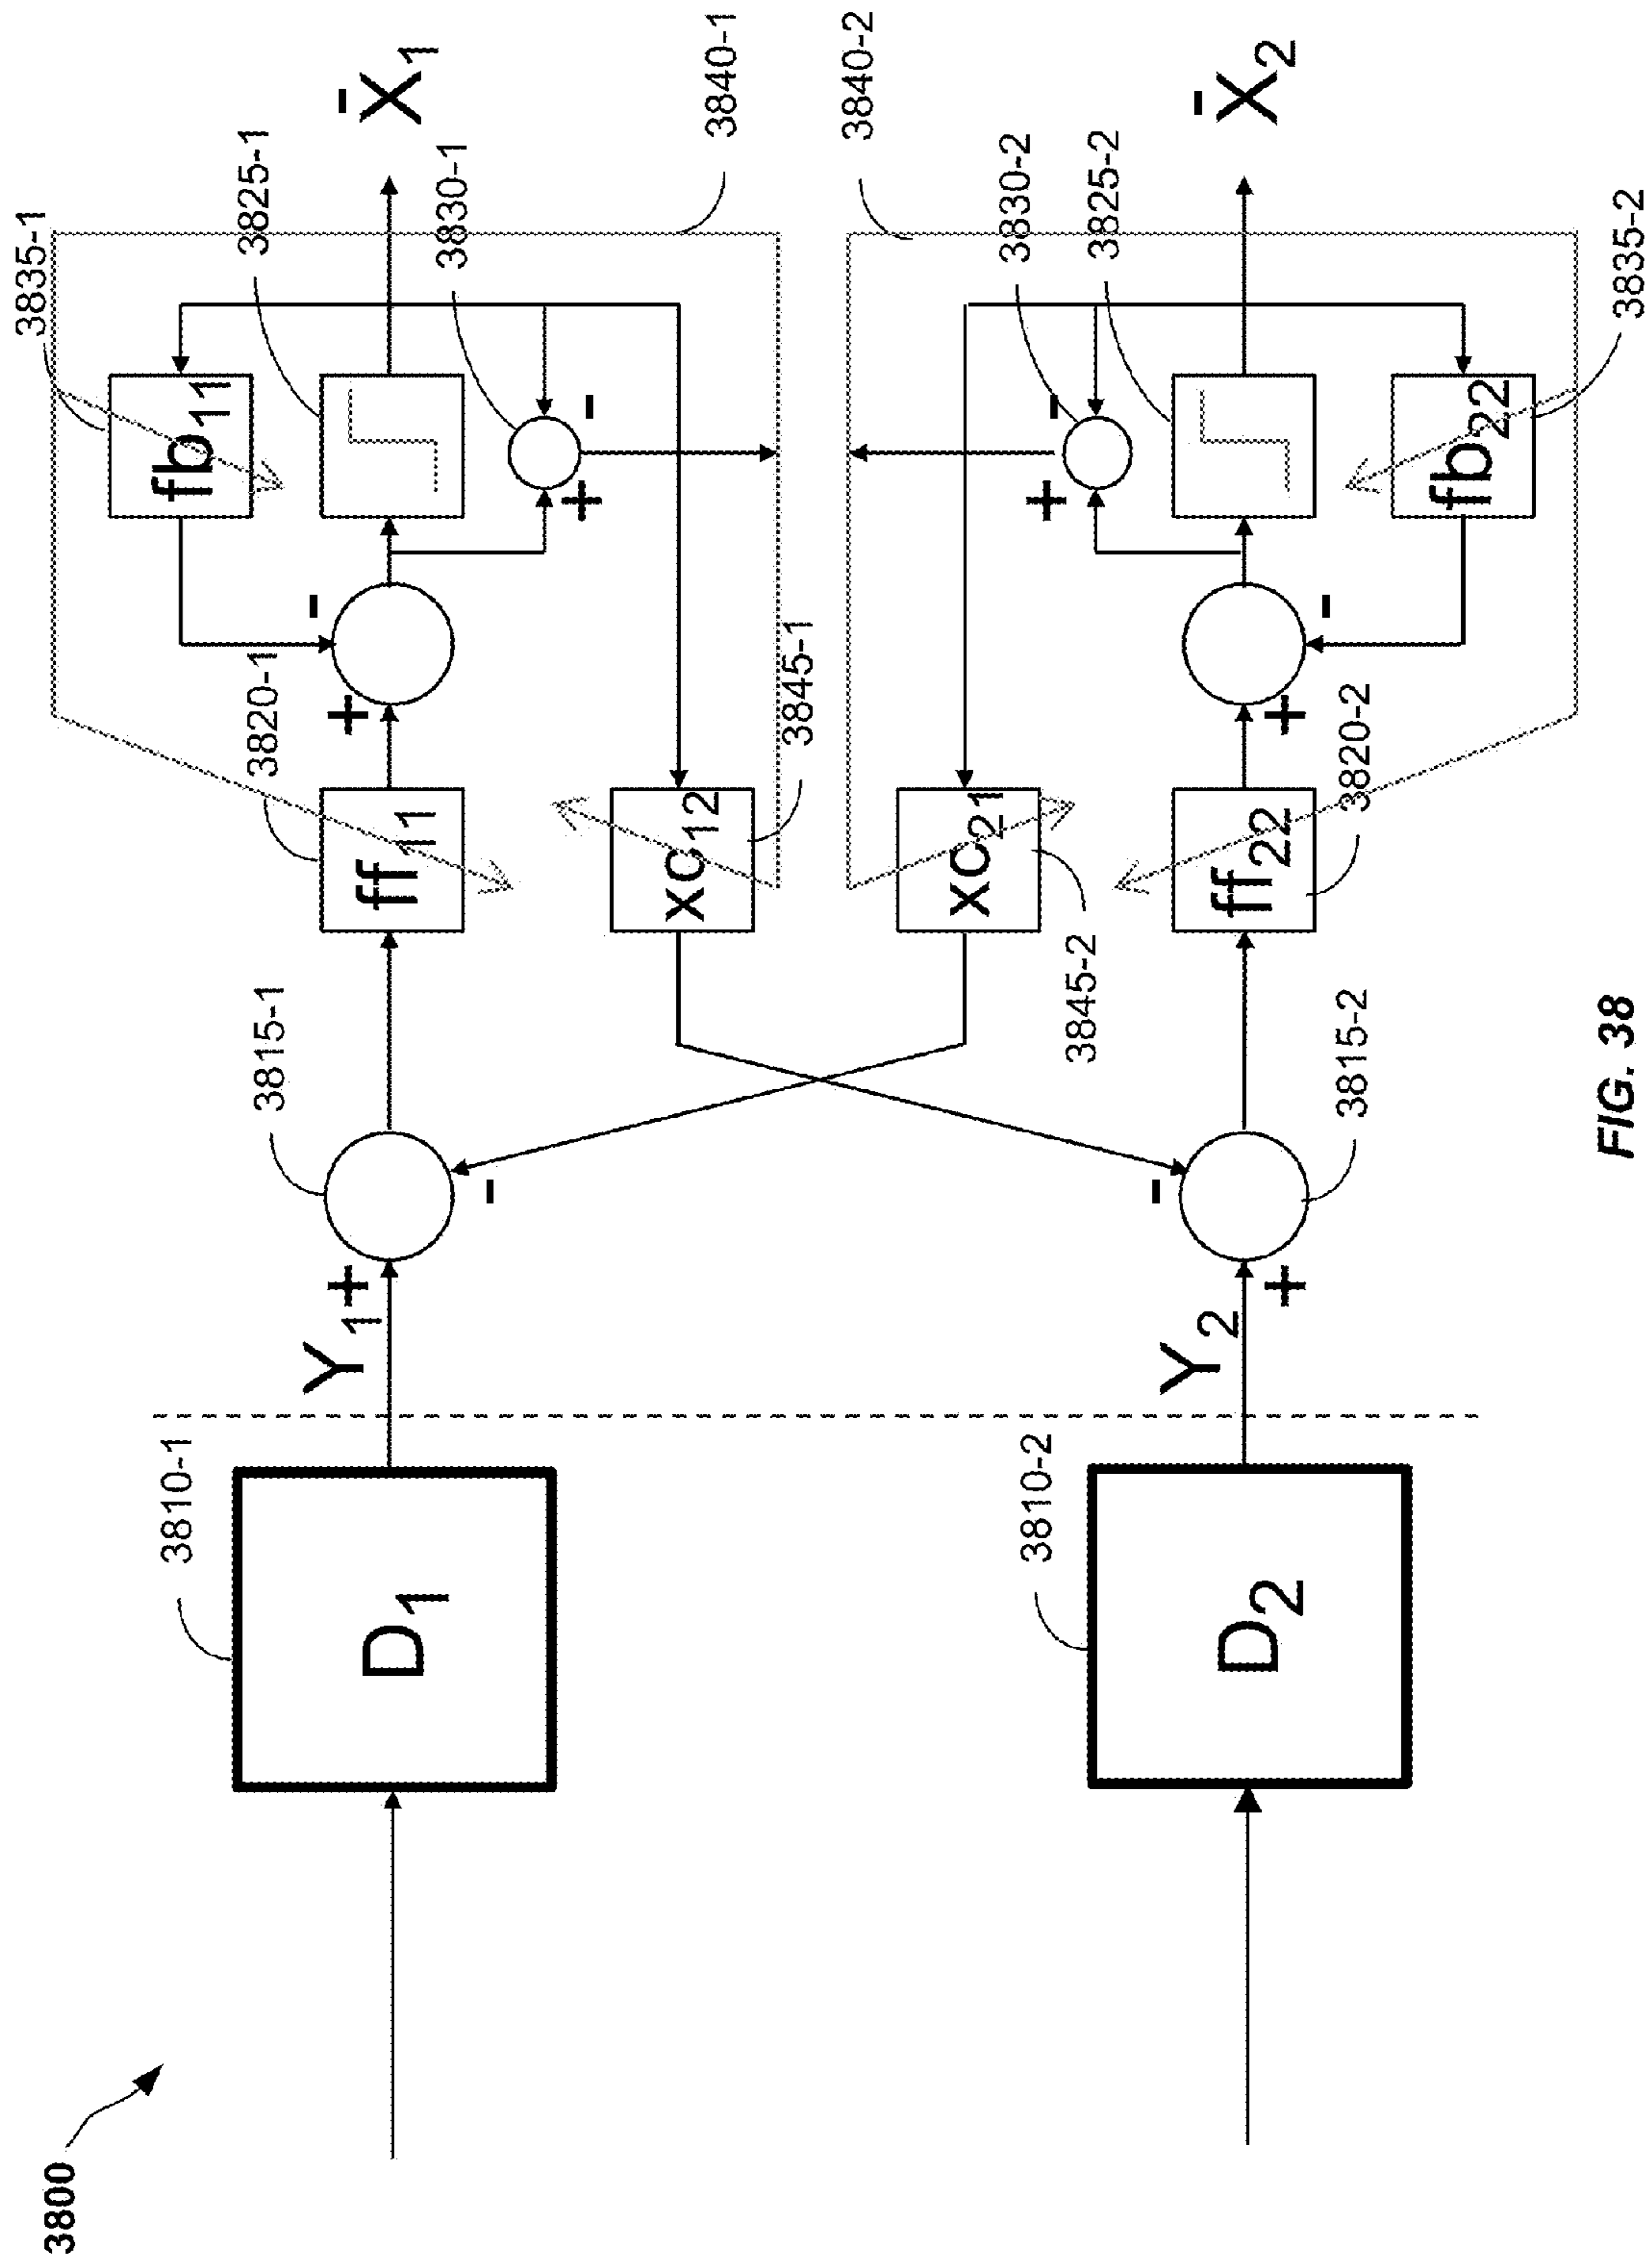 3800
3810-1
D1
Y1
+
3815-1
-
3820-1
ff11
+
-
3835-1
fb11
3825-1
3830-1
+
-
X̄1
3840-1
xc12
3845-1
3840-2
xc21
3845-2
3810-2
D2
Y2
+
3815-2
-
3820-2
ff22
+
-
3830-2
+
-
3825-2
X̄2
fb22
3835-2
FIG. 38